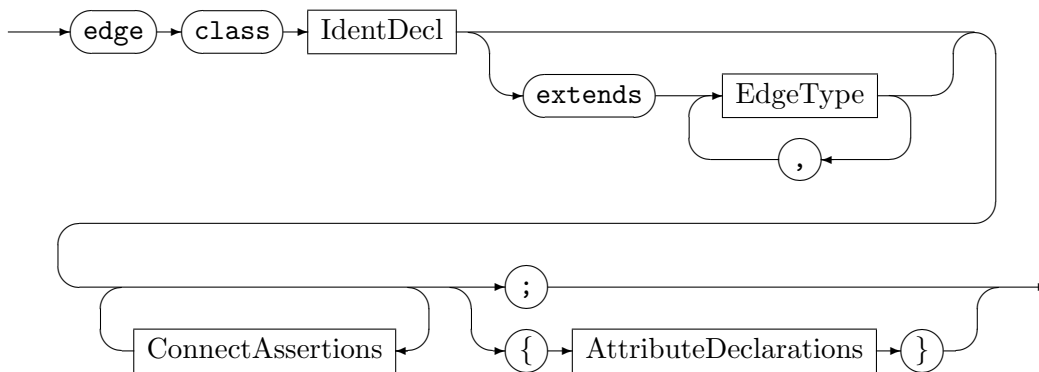 edge class IdentDecl
extends EdgeType
,
;
ConnectAssertions { AttributeDeclarations }